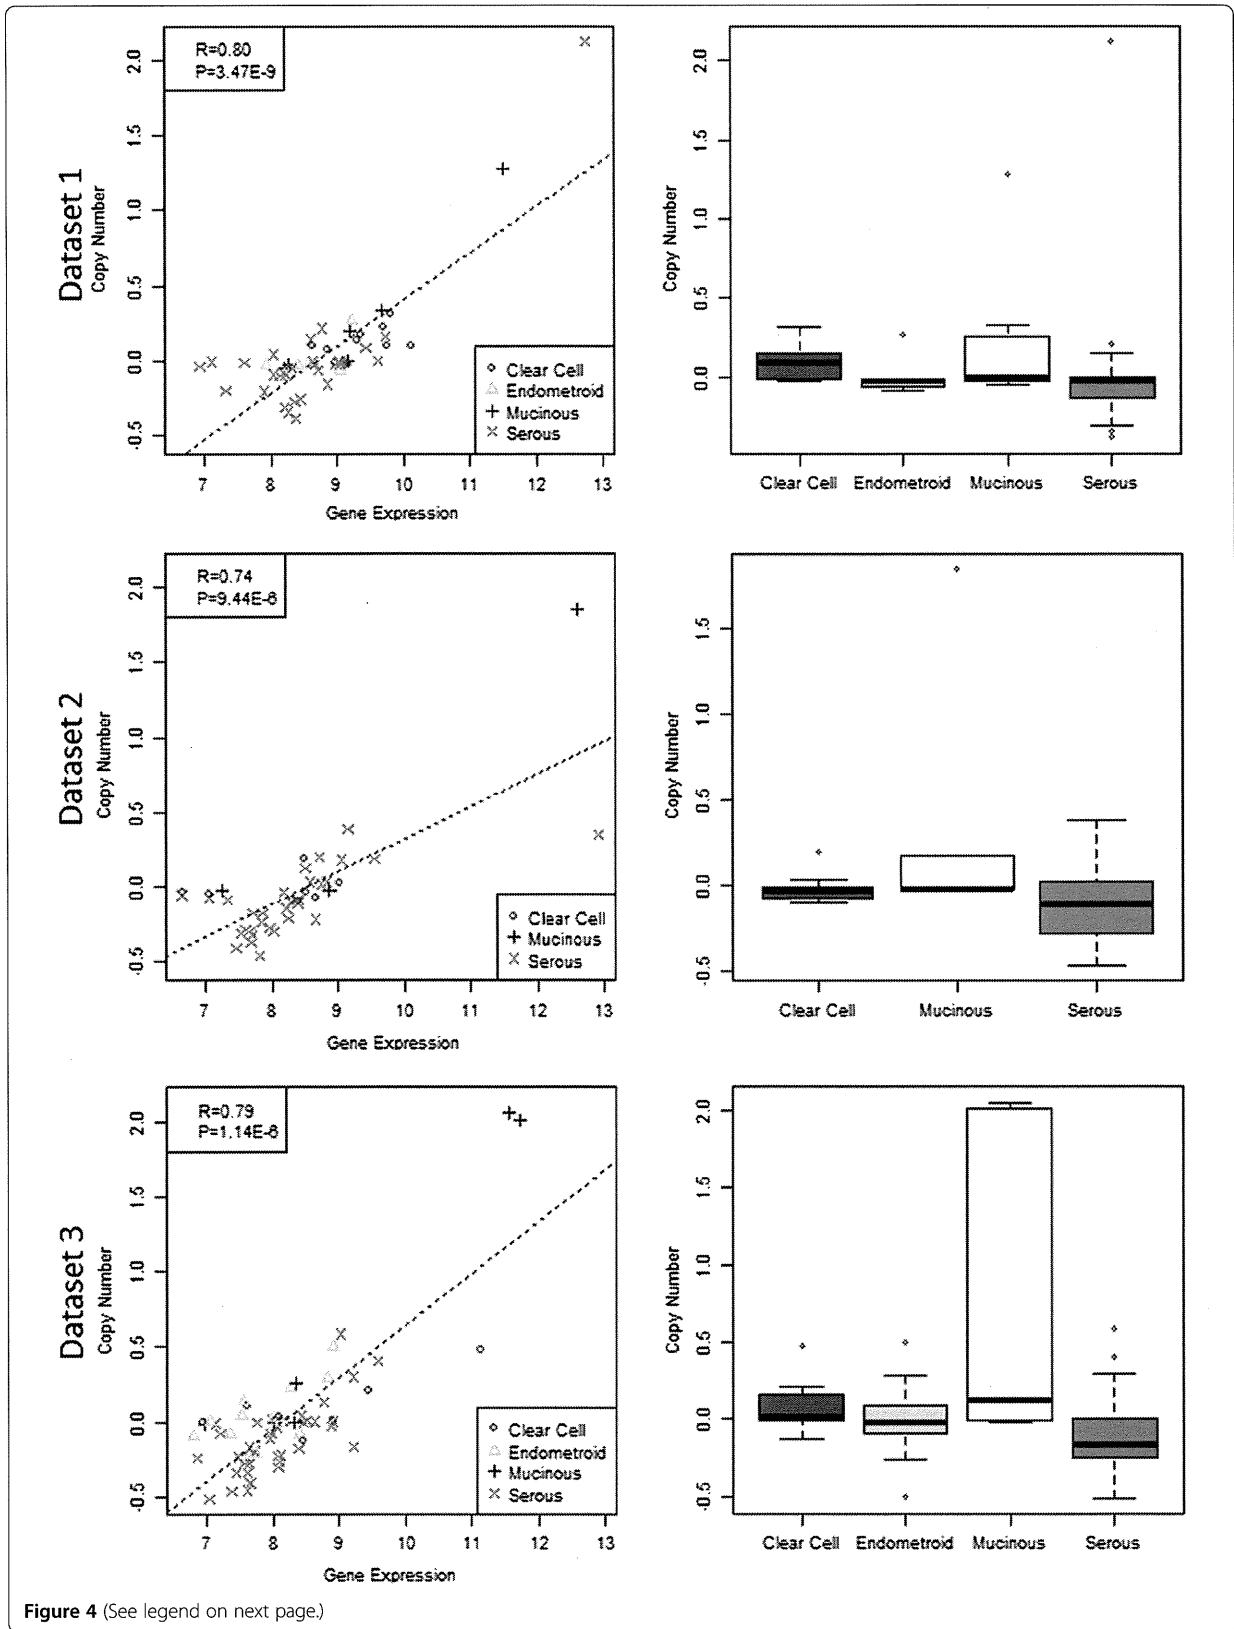 Dataset 1
Copy Number
2.0
1.5
1.0
0.5
0.0
-0.5
R=0.80
P=3.47E-9
Clear Cell
Endometroid
Mucinous
Serous
7 8 9 10 11 12 13
Gene Expression
Copy Number
2.0
1.5
1.0
0.5
0.0
Clear Cell Endometroid Mucinous Serous
Dataset 2
Copy Number
2.0
1.5
1.0
0.5
0.0
-0.5
R=0.74
P=9.44E-8
Clear Cell
Mucinous
Serous
7 8 9 10 11 12 13
Gene Expression
Copy Number
1.5
1.0
0.5
0.0
-0.5
Clear Cell Mucinous Serous
Dataset 3
Copy Number
2.0
1.5
1.0
0.5
0.0
-0.5
R=0.79
P=1.14E-8
Clear Cell
Endometroid
Mucinous
Serous
7 8 9 10 11 12 13
Gene Expression
Copy Number
2.0
1.5
1.0
0.5
0.0
-0.5
Clear Cell Endometroid Mucinous Serous
Figure 4 (See legend on next page.)